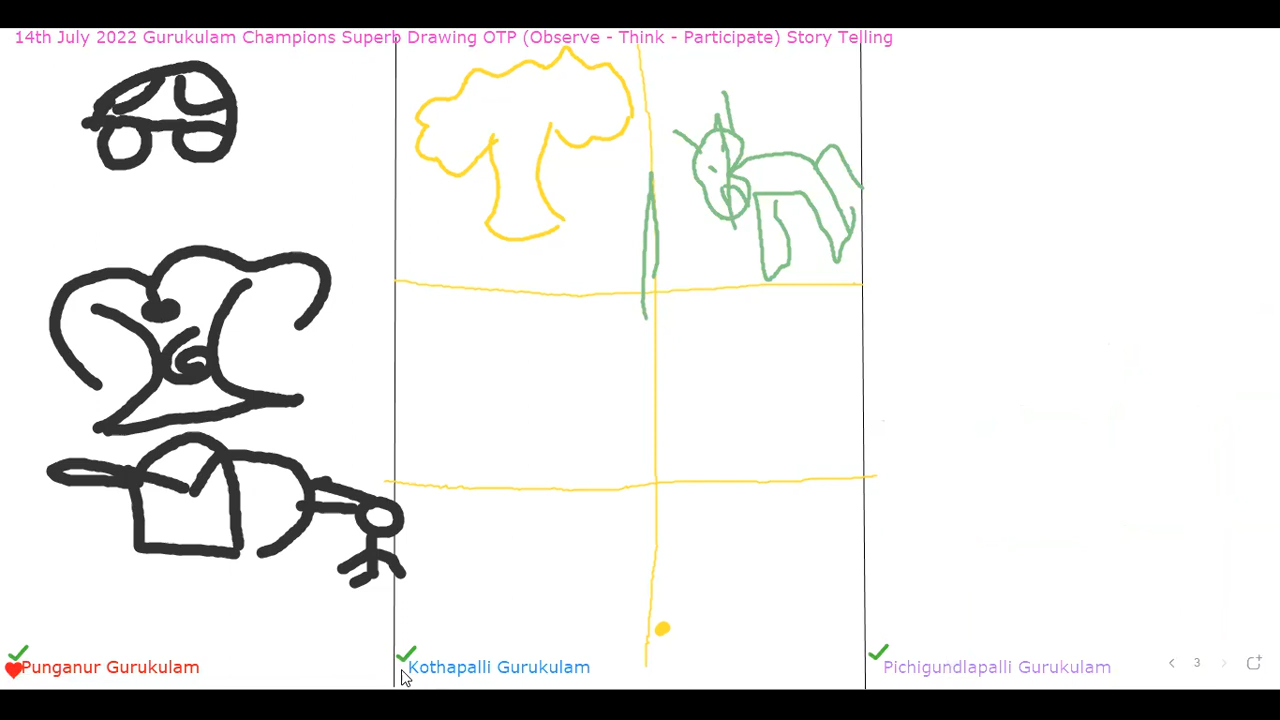 14th July 2022 Gurukulam Champions Superb Drawing OTP (Observe - Think - Participate) Story Telling
Punganur Gurukulam
Kothapalli Gurukulam
Pichigundlapalli Gurukulam
3